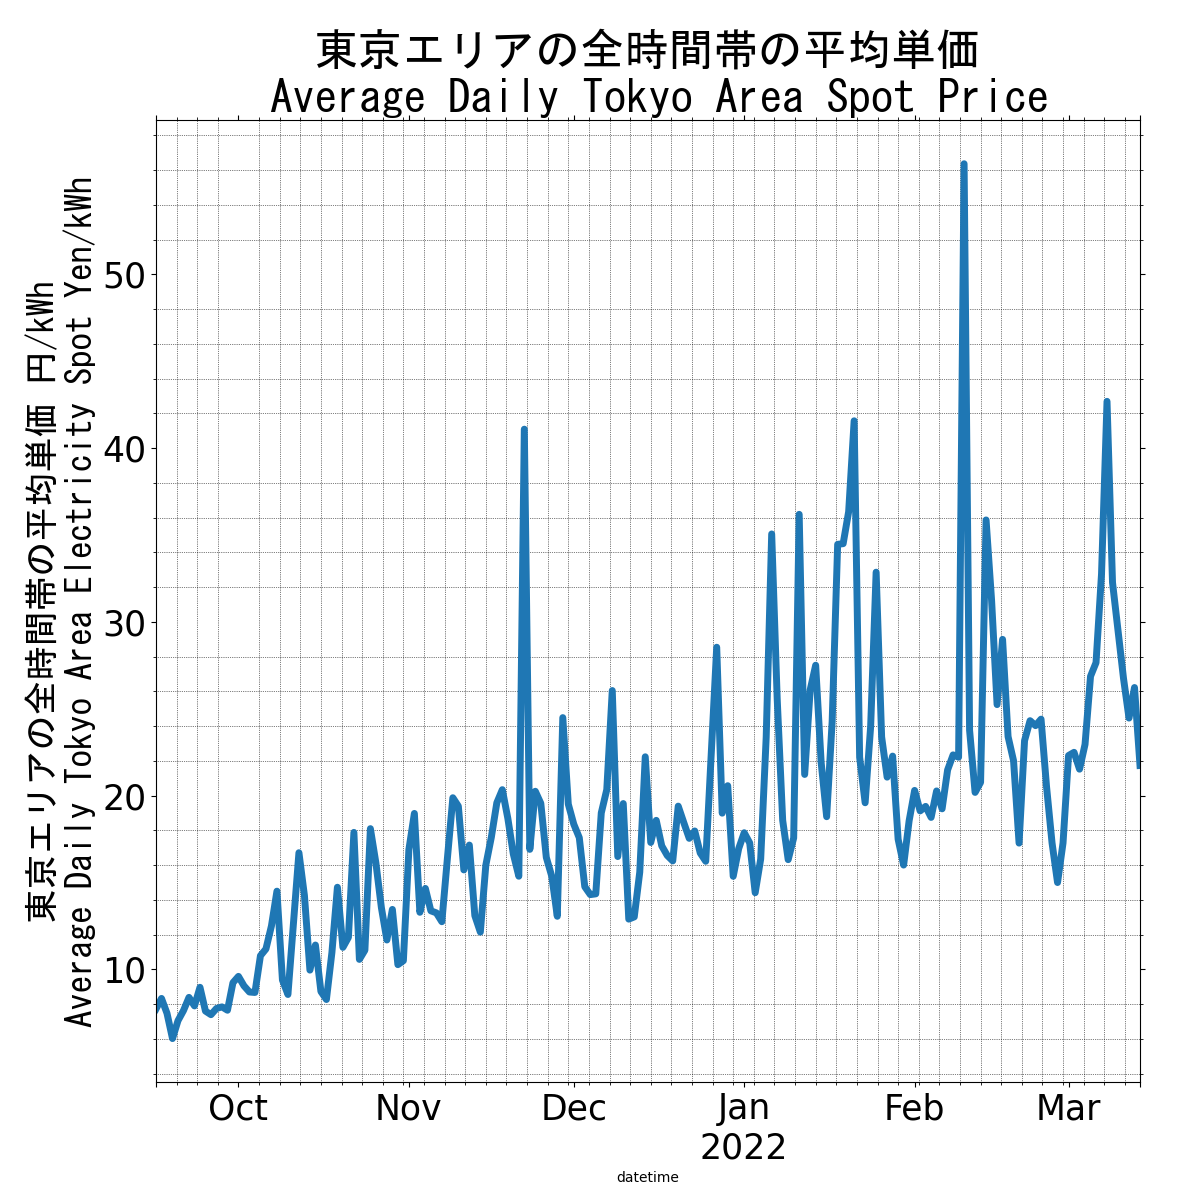 東京エリアの全時間帯の平均単価
Average Daily Tokyo Area Spot Price
東京エリアの全時間帯の平均単価 円/kWh
Average Daily Tokyo Area Electricity Spot Yen/kWh
50
40
30
20
10
Oct Nov Dec Jan Feb Mar
2022
datetime